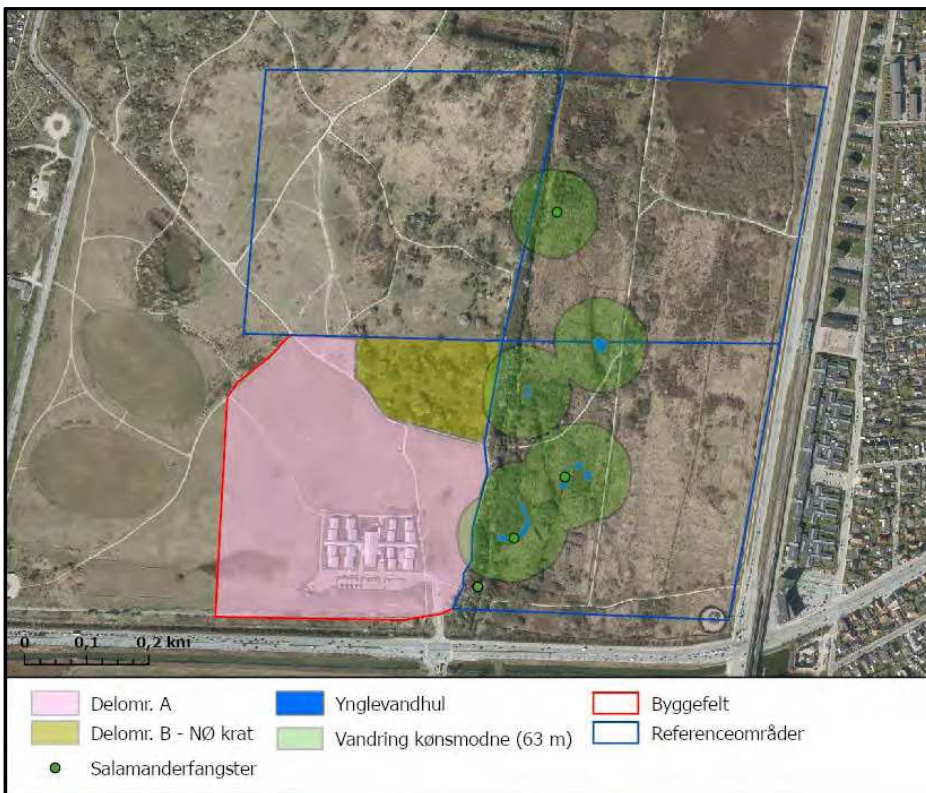 0 0,1 0,2 km
Delomr. A
Ynglevandhul
Byggefelt
Delomr. B - NØ krat
Vandring kønsmodne (63 m)
Referenceområder
Salamanderfangster